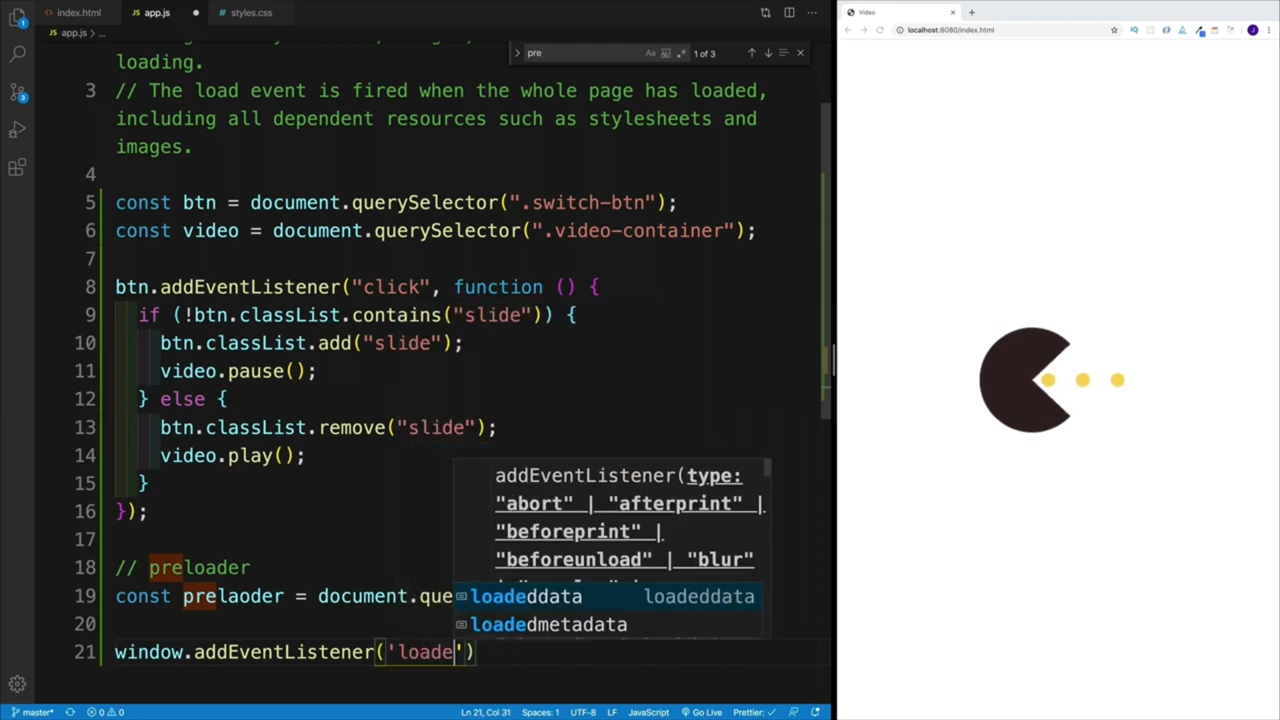 index.html
app.js
styles.css
Video
localhost:8080/index.html
app.js > ...
pre
Aa
1 of 3
loading.
3 // The load event is fired when the whole page has loaded,
including all dependent resources such as stylesheets and
images.
4
5 const btn = document.querySelector(".switch-btn");
6 const video = document.querySelector(".video-container");
7
8 btn.addEventListener("click", function () {
9 if (!btn.classList.contains("slide")) {
10 btn.classList.add("slide");
11 video.pause();
12 } else {
13 btn.classList.remove("slide");
14 video.play();
15 }
16 });
17
18 // preloader
19 const prelaoder = document.que
20
21 window.addEventListener('loade')
addEventListener(type:
"abort" | "afterprint" |
"beforeprint" |
"beforeunload" | "blur"
loadeddata loadeddata
loadedmetadata
master*
0 0
Ln 21, Col 31
Spaces: 1
UTF-8
LF
JavaScript
Go Live
Prettier: ✓